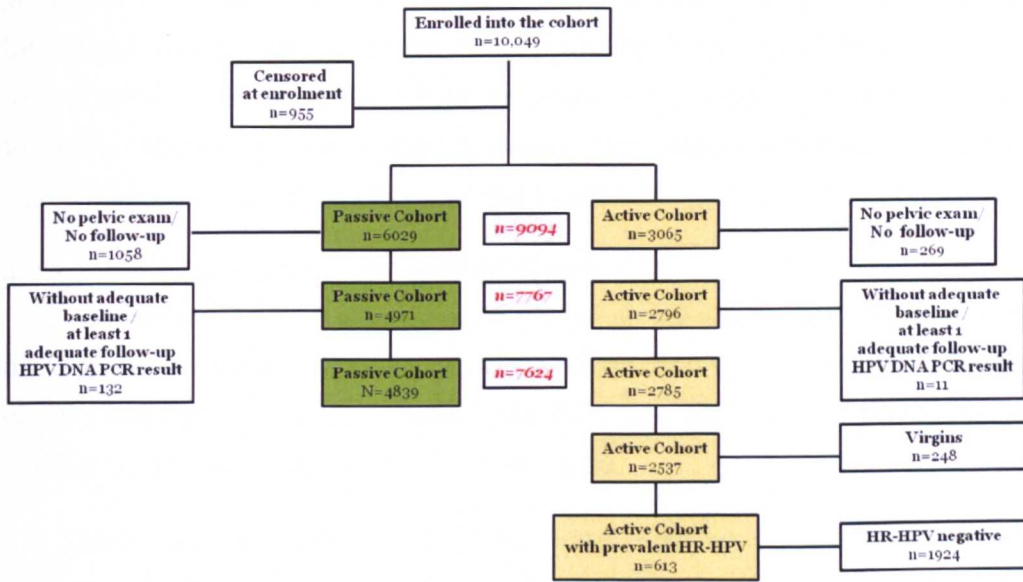 Enrolled into the cohort
n=10,049
Censored
at enrolment
n=955
No pelvic exam/
No follow-up
n=1058
Passive Cohort
n=6029
n=9094
Active Cohort
n=3065
No pelvic exam/
No follow-up
n=269
Without adequate
baseline /
at least 1
adequate follow-up
HPV DNA PCR result
n=132
Passive Cohort
n=4971
n=7767
Active Cohort
n=2796
Without adequate
baseline /
at least 1
adequate follow-up
HPV DNA PCR result
n=11
Passive Cohort
N=4839
n=7624
Active Cohort
n=2785
Active Cohort
n=2537
Virgins
n=248
Active Cohort
with prevalent HR-HPV
n=613
HR-HPV negative
n=1924